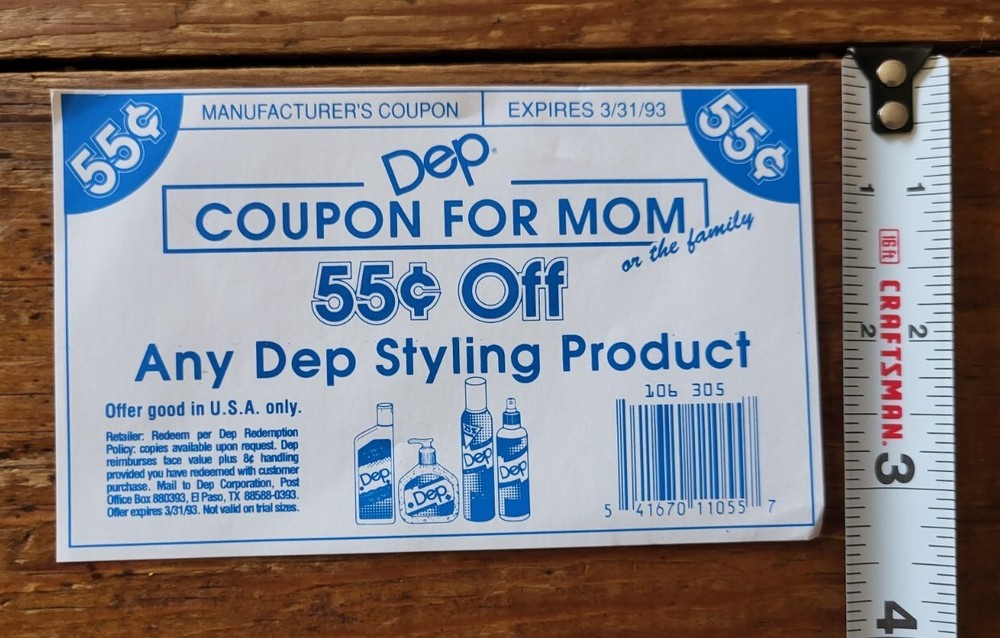 55¢
MANUFACTURER'S COUPON
EXPIRES 3/31/93
55¢
Dep®
COUPON FOR MOM
or the family
55¢ Off
Any Dep Styling Product
Offer good in U.S.A. only.
Retailer: Redeem per Dep Redemption
Policy: copies available upon request. Dep
reimburses face value plus 8¢ handling
provided you have redeemed with customer
purchase. Mail to Dep Corporation, Post
Office Box 880393, El Paso, TX 88588-0393.
Offer expires 3/31/93. Not valid on trial sizes.
Dep
Dep
Dep
Dep
106 305
5 41670 11055 7
1 1
16 ft
CRAFTSMAN.
2 2
3
4